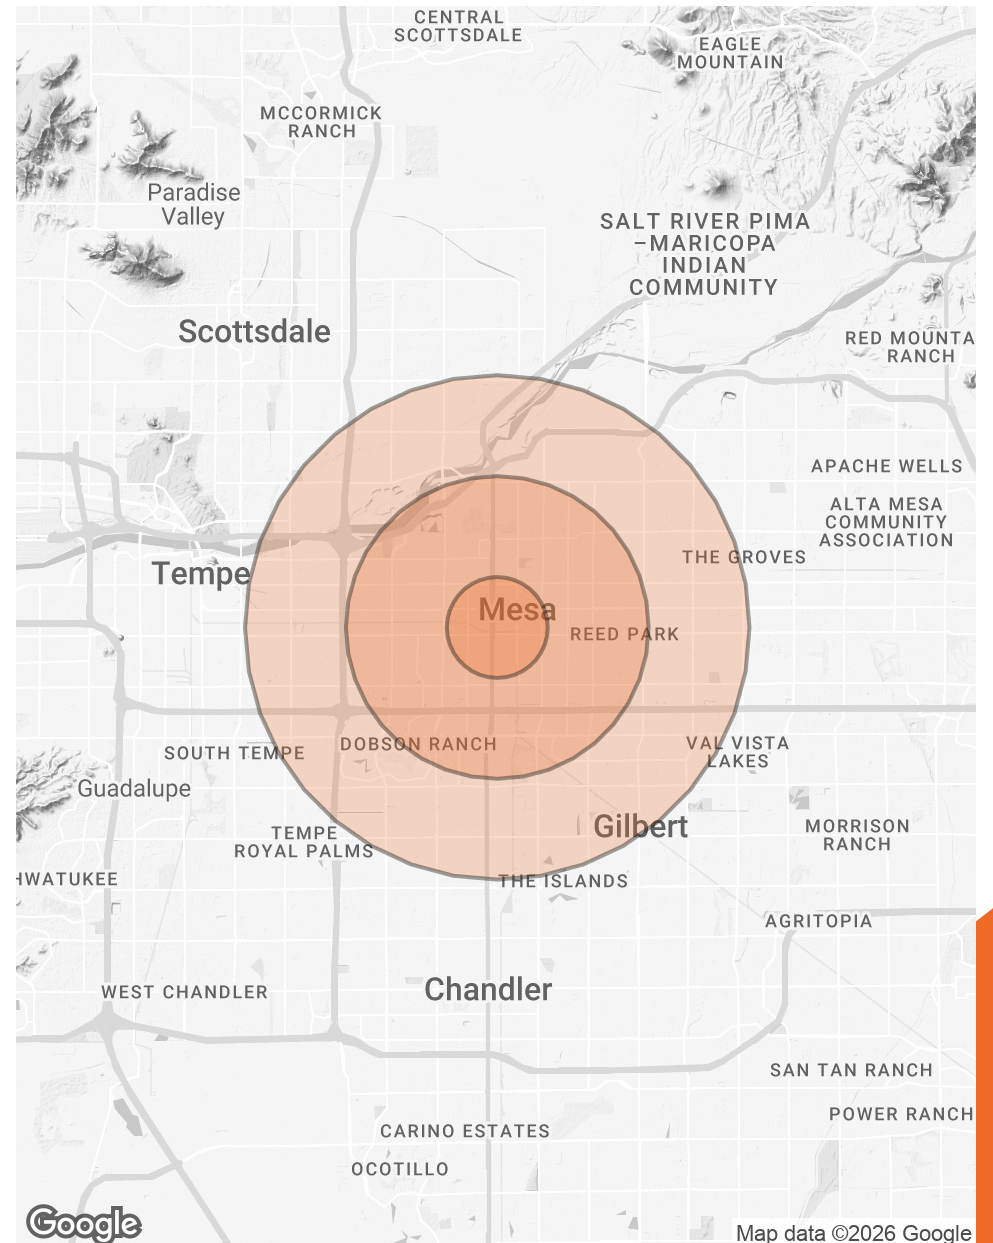 CENTRAL
SCOTTSDALE
EAGLE
MOUNTAIN
MCCORMICK
RANCH
Paradise
Valley
SALT RIVER PIMA
–MARICOPA
INDIAN
COMMUNITY
Scottsdale
RED MOUNTA
RANCH
APACHE WELLS
ALTA MESA
COMMUNITY
ASSOCIATION
THE GROVES
Tempe
Mesa
REED PARK
SOUTH TEMPE
DOBSON RANCH
VAL VISTA
LAKES
Guadalupe
TEMPE
ROYAL PALMS
Gilbert
MORRISON
RANCH
HWATUKEE
THE ISLANDS
AGRITOPIA
WEST CHANDLER
Chandler
SAN TAN RANCH
POWER RANCH
CARINO ESTATES
OCOTILLO
Google
Map data ©2026 Google